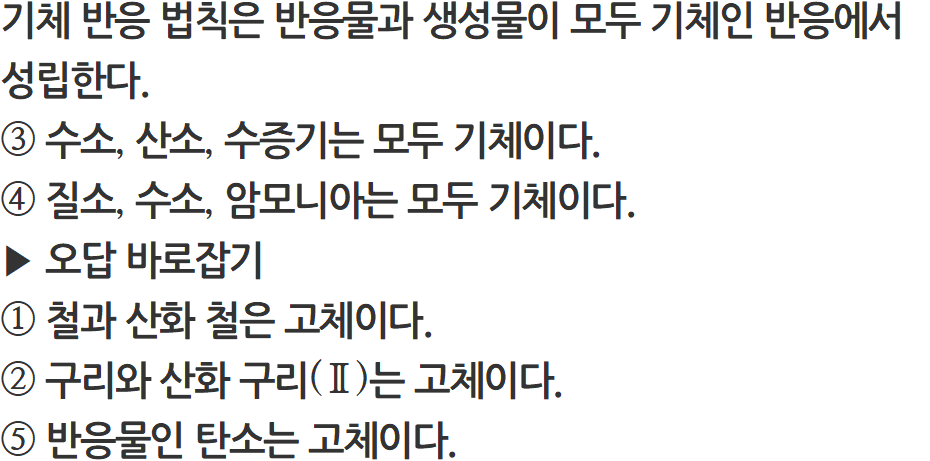 기체 반응 법칙은 반응물과 생성물이 모두 기체인 반응에서
성립한다.
③ 수소, 산소, 수증기는 모두 기체이다.
④ 질소, 수소, 암모니아는 모두 기체이다.
▶ 오답 바로잡기
① 철과 산화 철은 고체이다.
② 구리와 산화 구리(Ⅱ)는 고체이다.
⑤ 반응물인 탄소는 고체이다.